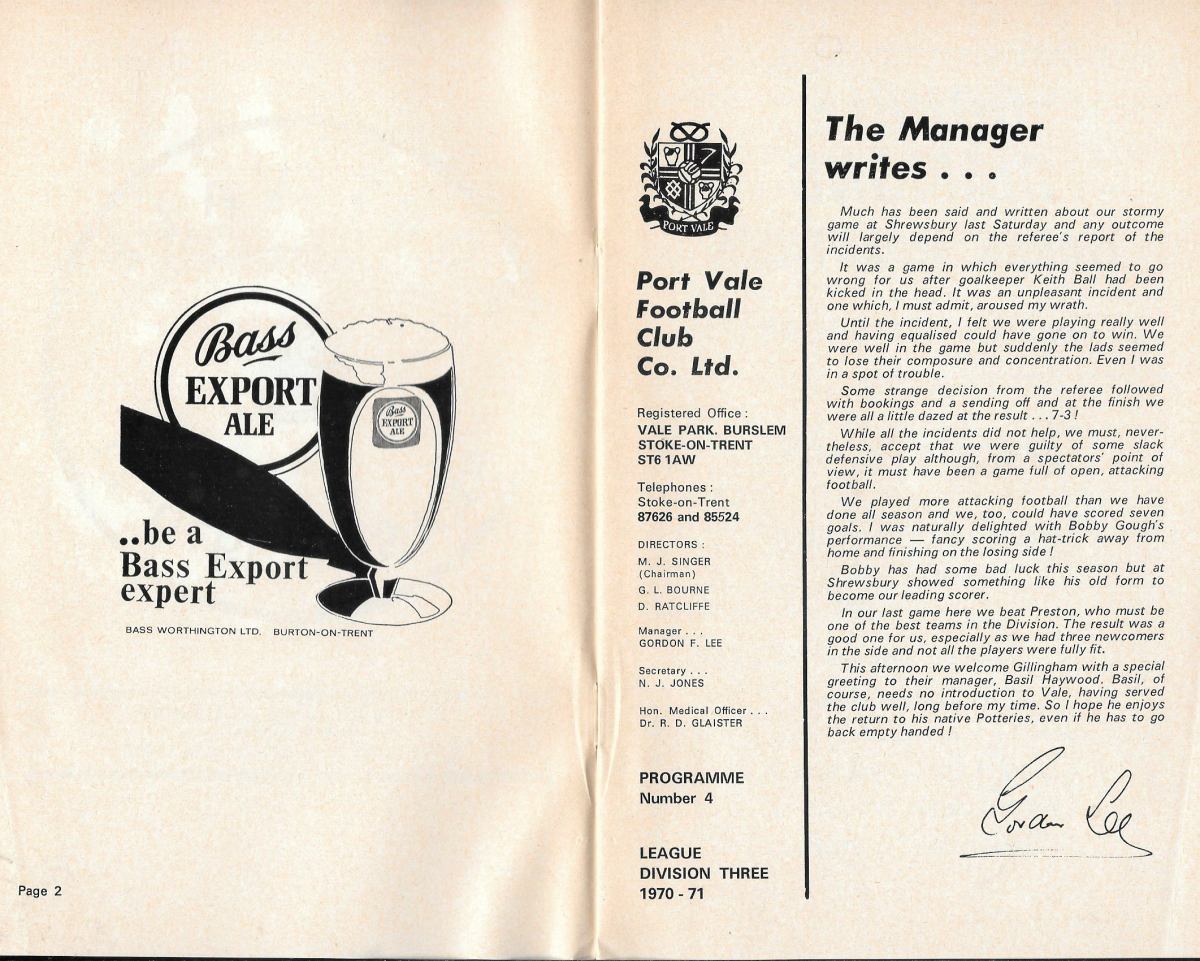 Bass
EXPORT
ALE
Bass
EXPORT
ALE
..be a
Bass Export
expert
BASS WORTHINGTON LTD. BURTON-ON-TRENT
Page 2
PORT VALE
Port Vale
Football
Club
Co. Ltd.
Registered Office :
VALE PARK. BURSLEM
STOKE-ON-TRENT
ST6 1AW
Telephones :
Stoke-on-Trent
87626 and 85524
DIRECTORS :
M. J. SINGER
(Chairman)
G. L. BOURNE
D. RATCLIFFE
Manager . . .
GORDON F. LEE
Secretary . . .
N. J. JONES
Hon. Medical Officer . . .
Dr. R. D. GLAISTER
PROGRAMME
Number 4
LEAGUE
DIVISION THREE
1970 - 71
The Manager
writes . . .
Much has been said and written about our stormy
game at Shrewsbury last Saturday and any outcome
will largely depend on the referee's report of the
incidents.
It was a game in which everything seemed to go
wrong for us after goalkeeper Keith Ball had been
kicked in the head. It was an unpleasant incident and
one which, I must admit, aroused my wrath.
Until the incident, I felt we were playing really well
and having equalised could have gone on to win. We
were well in the game but suddenly the lads seemed
to lose their composure and concentration. Even I was
in a spot of trouble.
Some strange decision from the referee followed
with bookings and a sending off and at the finish we
were all a little dazed at the result . . . 7-3 !
While all the incidents did not help, we must, never-
theless, accept that we were guilty of some slack
defensive play although, from a spectators' point of
view, it must have been a game full of open, attacking
football.
We played more attacking football than we have
done all season and we, too, could have scored seven
goals. I was naturally delighted with Bobby Gough's
performance — fancy scoring a hat-trick away from
home and finishing on the losing side !
Bobby has had some bad luck this season but at
Shrewsbury showed something like his old form to
become our leading scorer.
In our last game here we beat Preston, who must be
one of the best teams in the Division. The result was a
good one for us, especially as we had three newcomers
in the side and not all the players were fully fit.
This afternoon we welcome Gillingham with a special
greeting to their manager, Basil Haywood. Basil, of
course, needs no introduction to Vale, having served
the club well, long before my time. So I hope he enjoys
the return to his native Potteries, even if he has to go
back empty handed !
Gordon Lee